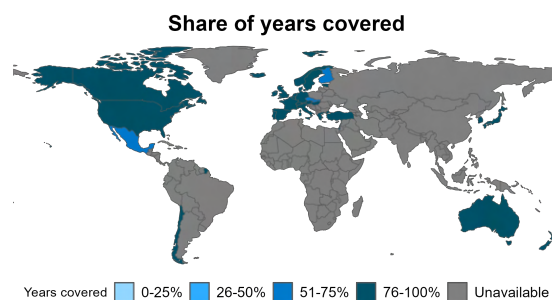 Share of years covered
Years covered 0-25% 26-50% 51-75% 76-100% Unavailable